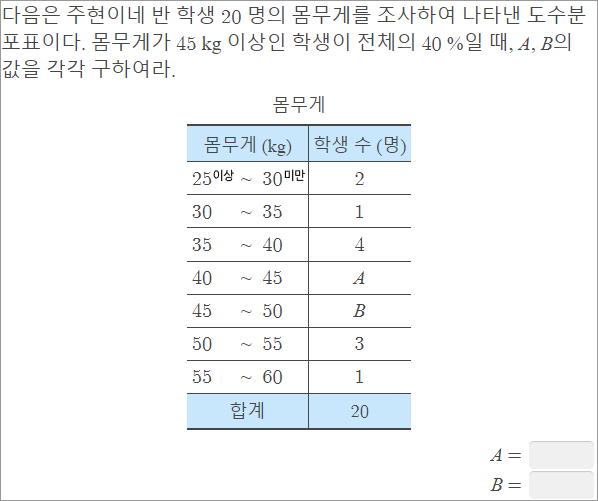 다음은 주현이네 반 학생 20 명의 몸무게를 조사하여 나타낸 도수분
포표이다. 몸무게가 45 kg 이상인 학생이 전체의 40 %일 때, A, B의
값을 각각 구하여라.
몸무게
몸무게 (kg) 학생 수 (명)
25이상 ~ 30미만 2
30 ~ 35 1
35 ~ 40 4
40 ~ 45 A
45 ~ 50 B
50 ~ 55 3
55 ~ 60 1
합계 20
A =
B =